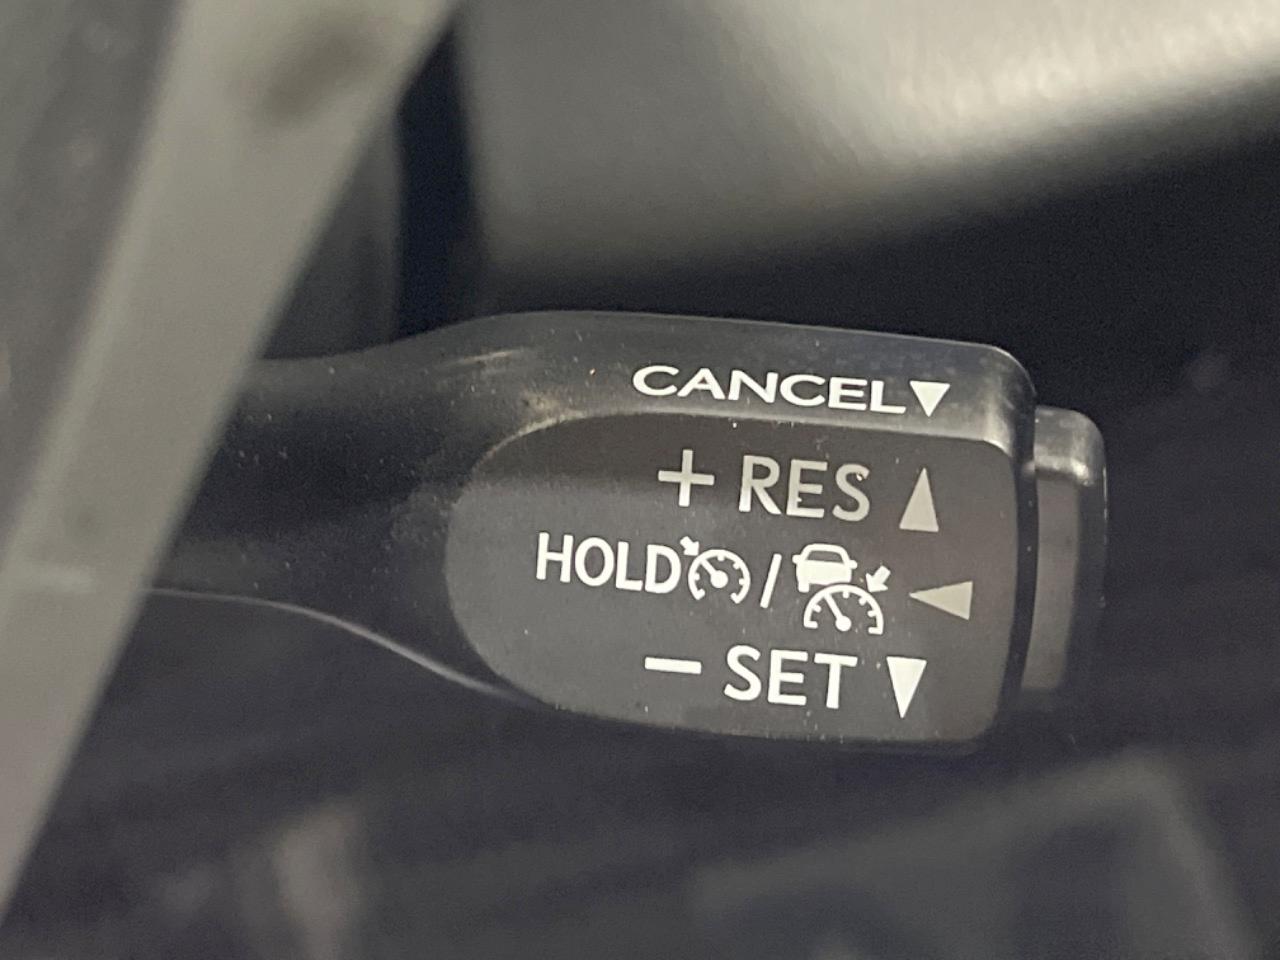 CANCEL▼
+ RES ▲
HOLD / ◀
− SET ▼